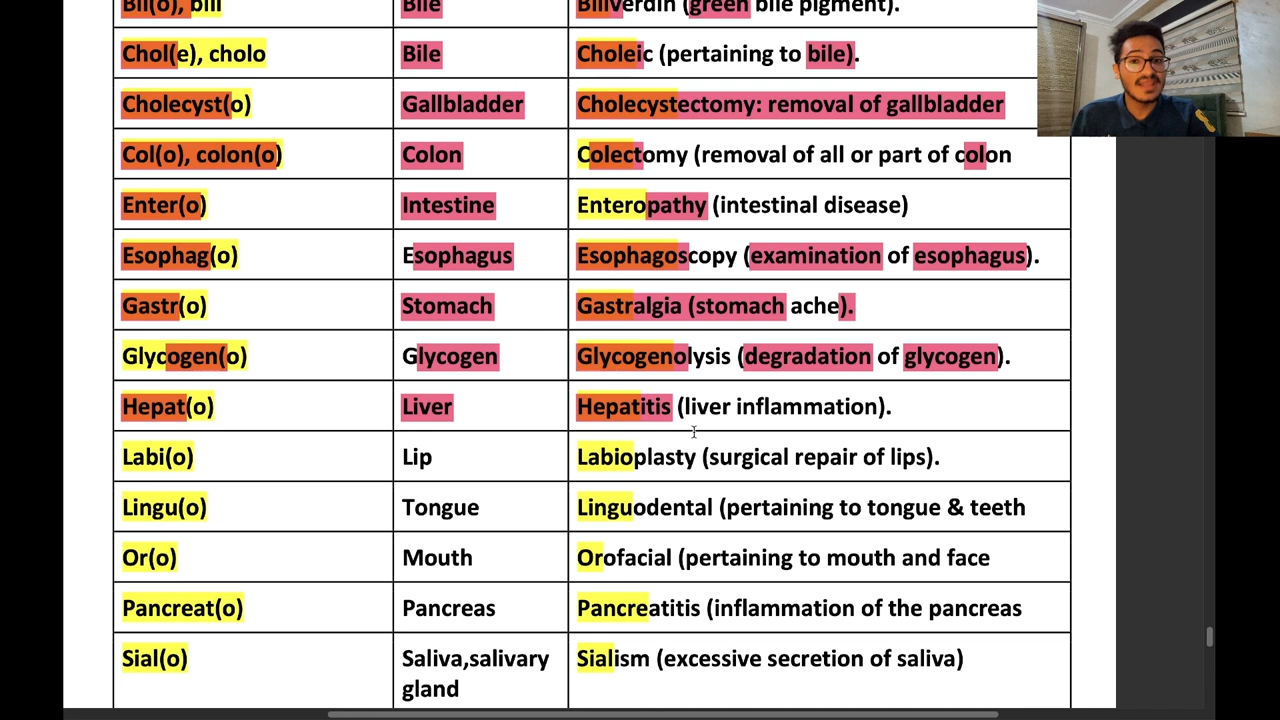 Bil(o), bili Bile Biliverdin (green bile pigment).
Chol(e), cholo Bile Choleic (pertaining to bile).
Cholecyst(o) Gallbladder Cholecystectomy: removal of gallbladder
Col(o), colon(o) Colon Colectomy (removal of all or part of colon
Enter(o) Intestine Enteropathy (intestinal disease)
Esophag(o) Esophagus Esophagoscopy (examination of esophagus).
Gastr(o) Stomach Gastralgia (stomach ache).
Glycogen(o) Glycogen Glycogenolysis (degradation of glycogen).
Hepat(o) Liver Hepatitis (liver inflammation).
Labi(o) Lip Labioplasty (surgical repair of lips).
Lingu(o) Tongue Linguodental (pertaining to tongue & teeth
Or(o) Mouth Orofacial (pertaining to mouth and face
Pancreat(o) Pancreas Pancreatitis (inflammation of the pancreas
Sial(o) Saliva,salivary Sialism (excessive secretion of saliva)
gland